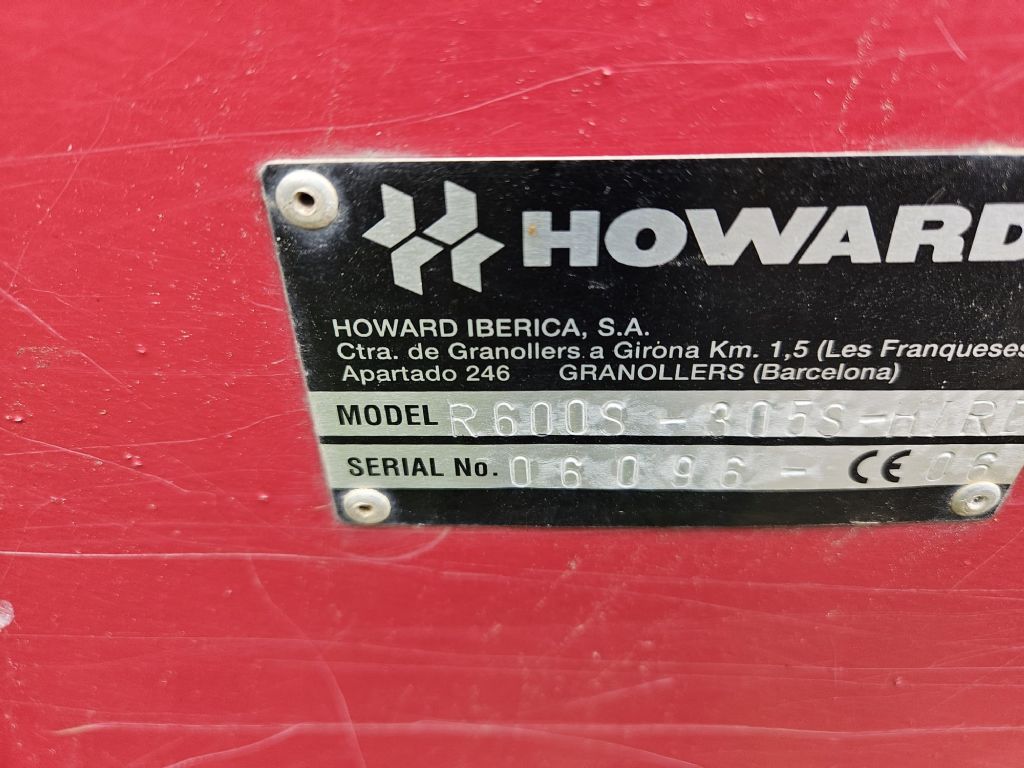 HOWARD
HOWARD IBERICA, S.A.
Ctra. de Granollers a Girona Km. 1,5 (Les Franqueses
Apartado 246 GRANOLLERS (Barcelona)
MODEL R600S - 305S-
SERIAL No. 06096 - CE 06